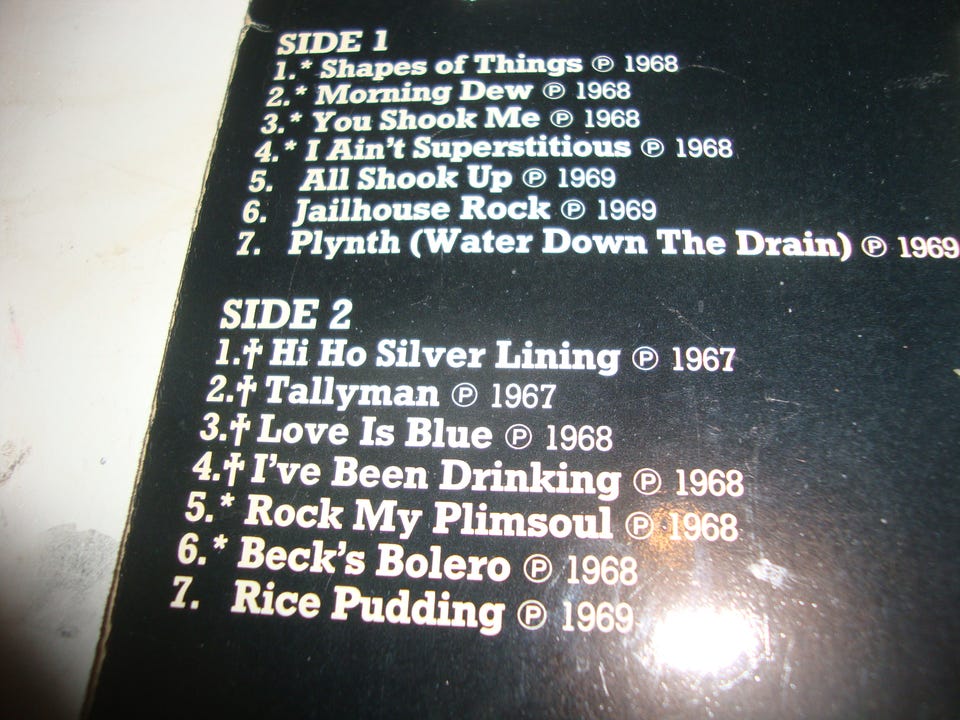 SIDE 1
1.* Shapes of Things ℗ 1968
2.* Morning Dew ℗ 1968
3.* You Shook Me ℗ 1968
4.* I Ain't Superstitious ℗ 1968
5. All Shook Up ℗ 1969
6. Jailhouse Rock ℗ 1969
7. Plynth (Water Down The Drain) ℗ 1969
SIDE 2
1.† Hi Ho Silver Lining ℗ 1967
2.† Tallyman ℗ 1967
3.† Love Is Blue ℗ 1968
4.† I've Been Drinking ℗ 1968
5.* Rock My Plimsoul ℗ 1968
6.* Beck's Bolero ℗ 1968
7. Rice Pudding ℗ 1969